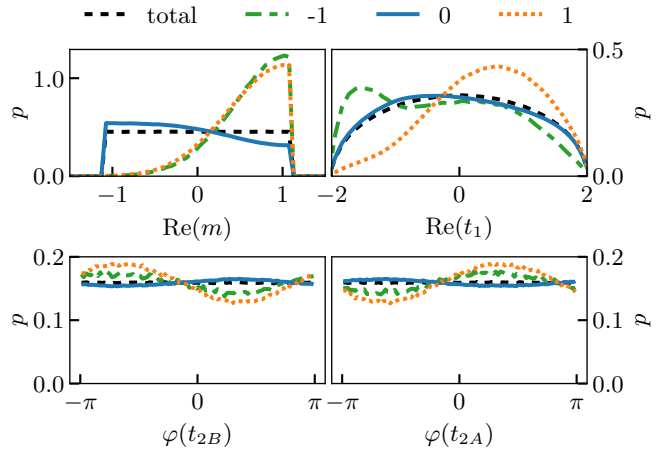 total -1 0 1
p 1.0 0.0 −1 0 1 Re(m)
0.5 0.0 p −2 0 2 Re(t₁)
p 0.2 0.1 0.0 −π 0 π φ(t₂B)
0.2 0.1 0.0 p −π 0 π φ(t₂A)